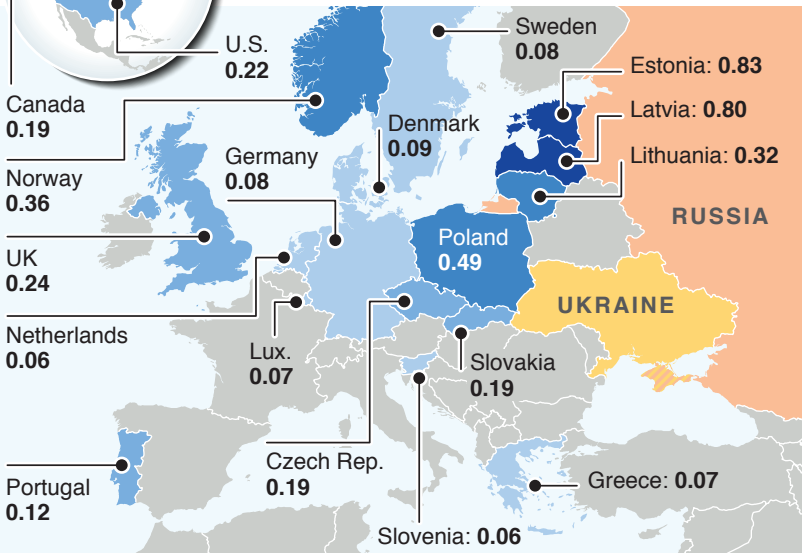 U.S.
0.22
Canada
0.19
Norway
0.36
UK
0.24
Netherlands
0.06
Portugal
0.12
Germany
0.08
Denmark
0.09
Sweden
0.08
Estonia: 0.83
Latvia: 0.80
Lithuania: 0.32
RUSSIA
Poland
0.49
UKRAINE
Lux.
0.07
Slovakia
0.19
Czech Rep.
0.19
Slovenia: 0.06
Greece: 0.07